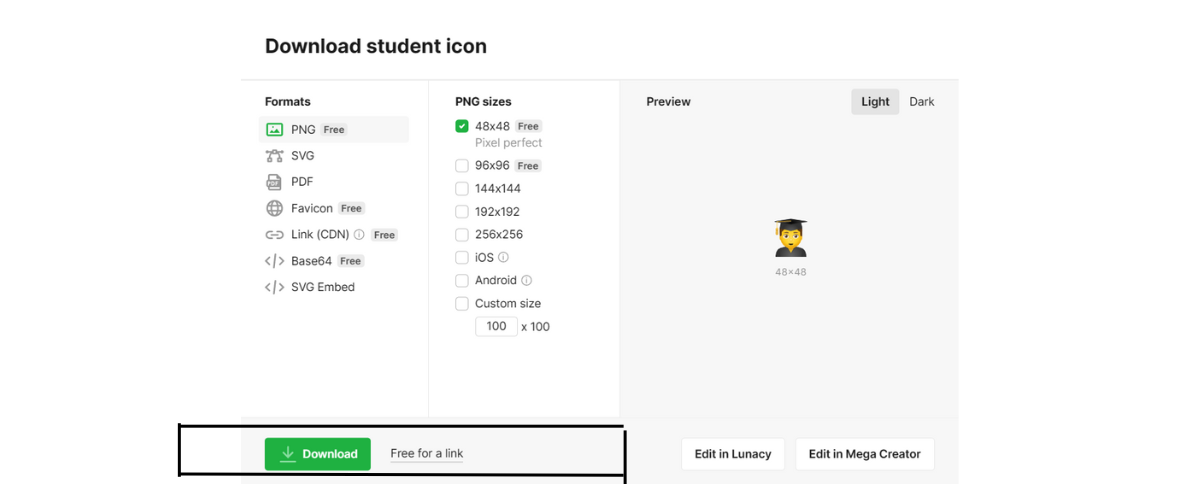 Download student icon
Formats
PNG Free
SVG
PDF
Favicon Free
Link (CDN) Free
Base64 Free
SVG Embed
PNG sizes
48x48 Free
Pixel perfect
96x96 Free
144x144
192x192
256x256
iOS
Android
Custom size
100 x 100
Preview
Light Dark
48×48
Download Free for a link
Edit in Lunacy Edit in Mega Creator